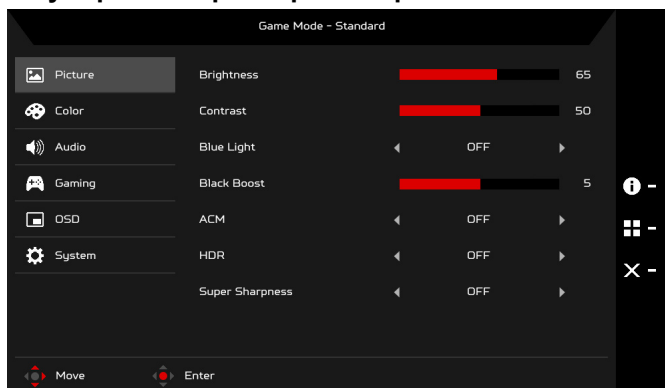 Game Mode - Standard
Picture
Brightness 65
Color
Contrast 50
Audio
Blue Light OFF
Gaming
Black Boost 5
OSD
ACM OFF
System
HDR OFF
Super Sharpness OFF
Move Enter